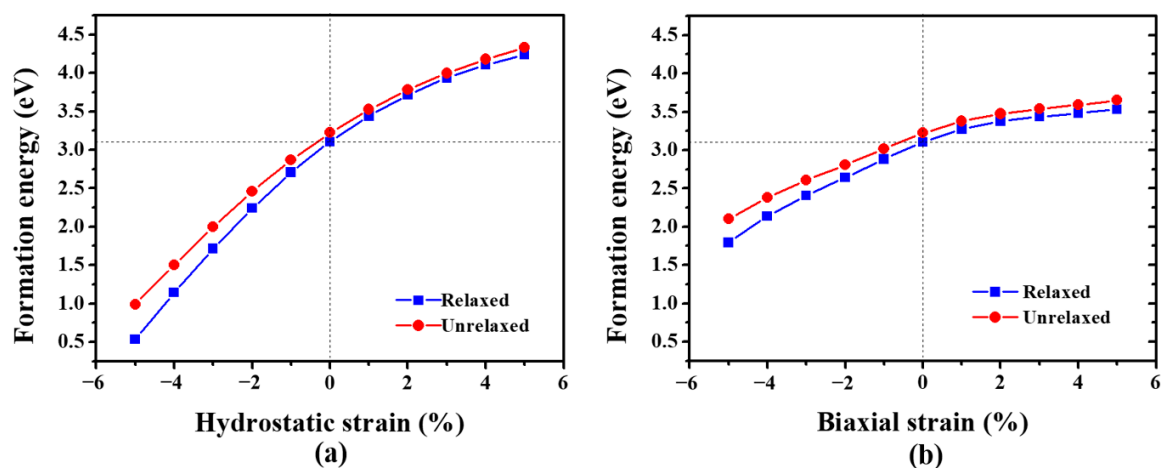 Formation energy (eV)
4.5
4.0
3.5
3.0
2.5
2.0
1.5
1.0
0.5
Relaxed
Unrelaxed
−6 −4 −2 0 2 4 6
Hydrostatic strain (%)
(a)
Formation energy (eV)
4.5
4.0
3.5
3.0
2.5
2.0
1.5
1.0
0.5
Relaxed
Unrelaxed
−6 −4 −2 0 2 4 6
Biaxial strain (%)
(b)